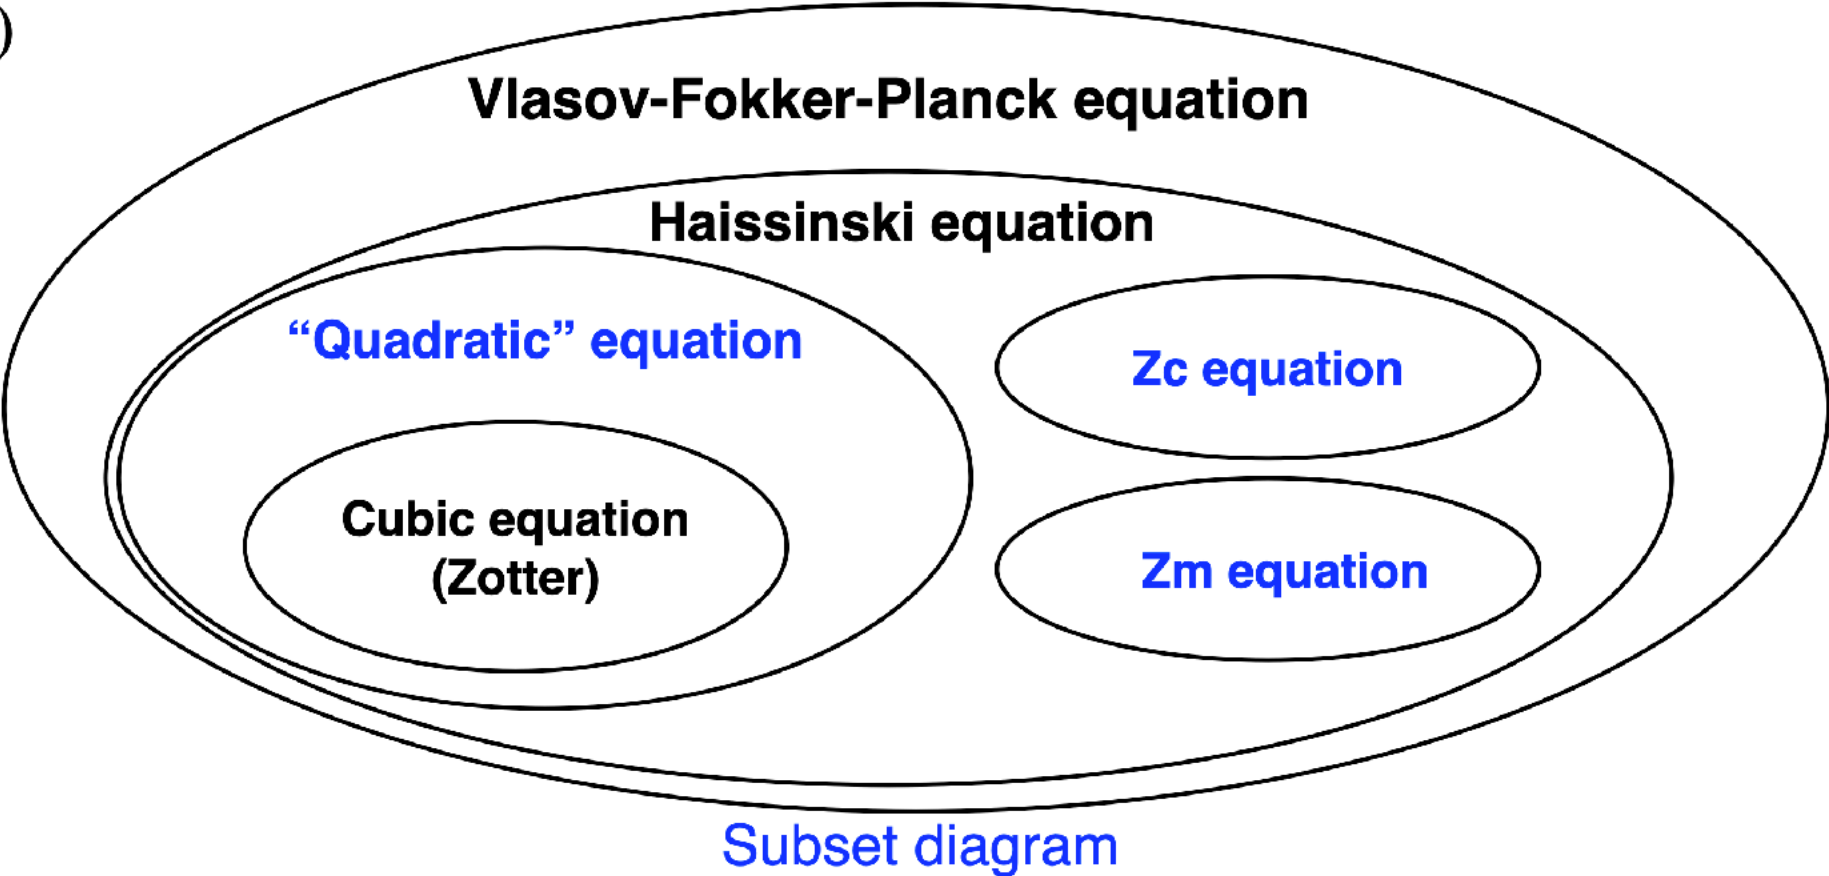 )
Vlasov-Fokker-Planck equation
Haissinski equation
“Quadratic” equation
Zc equation
Cubic equation
(Zotter)
Zm equation
Subset diagram